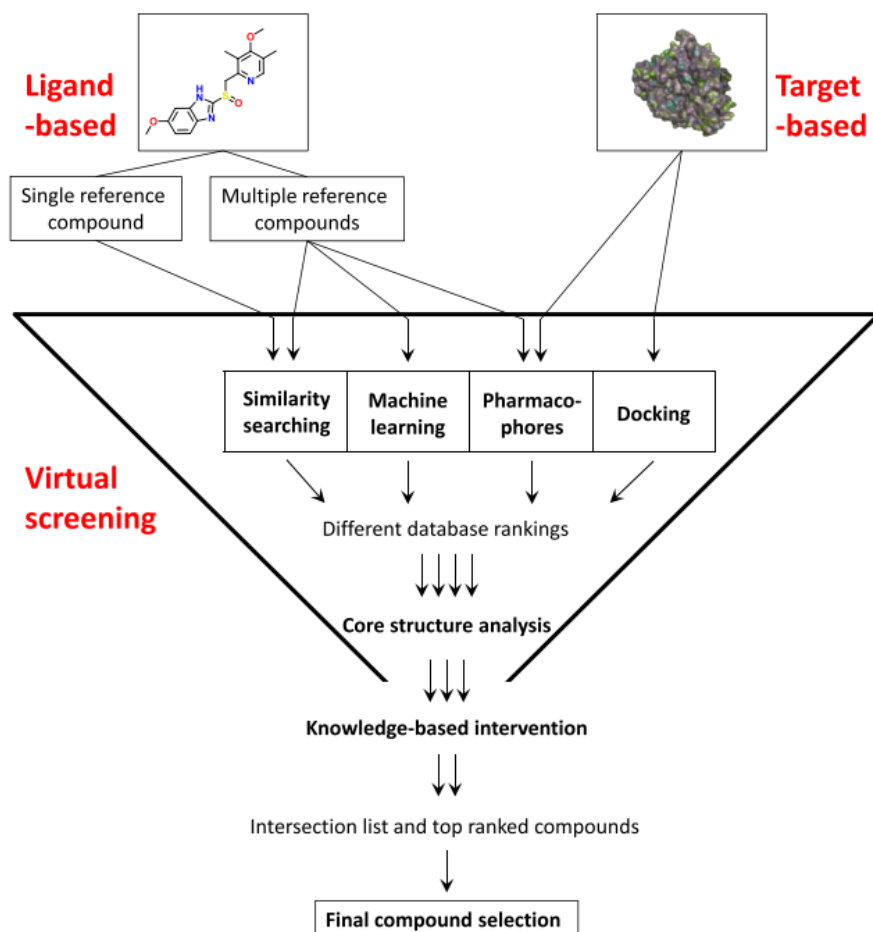 Ligand
-based
O
N
H
N
S
O
O
N
Target
-based
Single reference
compound
Multiple reference
compounds
Similarity
searching
Machine
learning
Pharmaco-
phores
Docking
Virtual
screening
Different database rankings
Core structure analysis
Knowledge-based intervention
Intersection list and top ranked compounds
Final compound selection